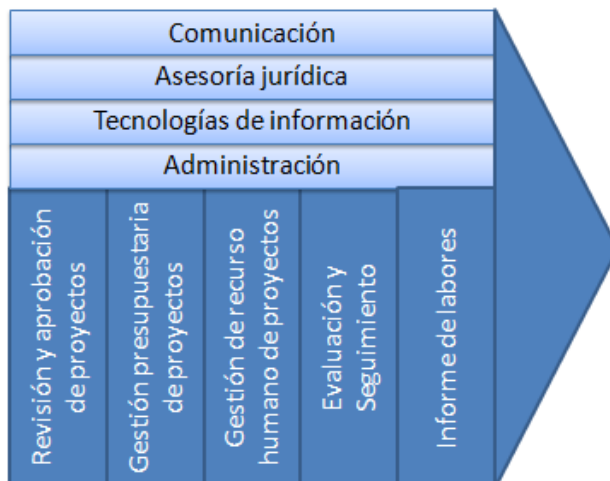 Comunicación
Asesoría jurídica
Tecnologías de información
Administración
Revisión y aprobación
de proyectos
Gestión presupuestaria
de proyectos
Gestión de recurso
humano de proyectos
Evaluación y
Seguimiento
Informe de labores